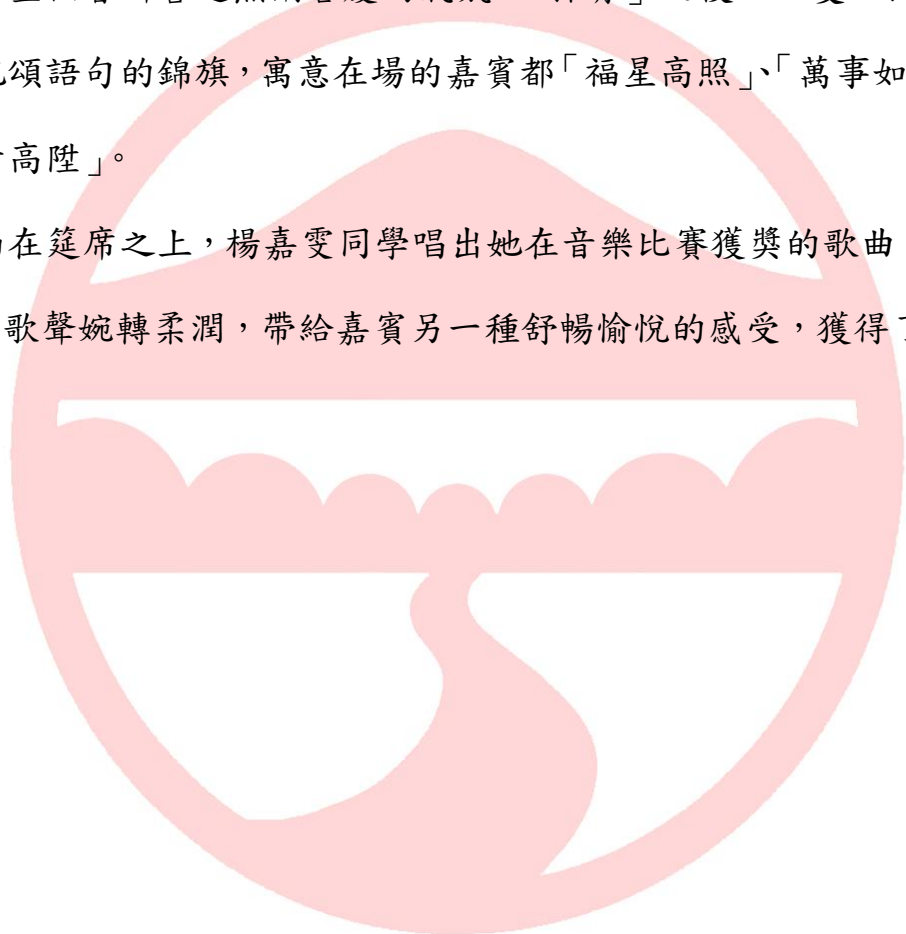 頌語句的錦旗，寓意在場的嘉賓都「福星高照」、「萬事如
高陞」。
在筵席之上，楊嘉雯同學唱出她在音樂比賽獲獎的歌曲
歌聲婉轉柔潤，帶給嘉賓另一種舒暢愉悅的感受，獲得